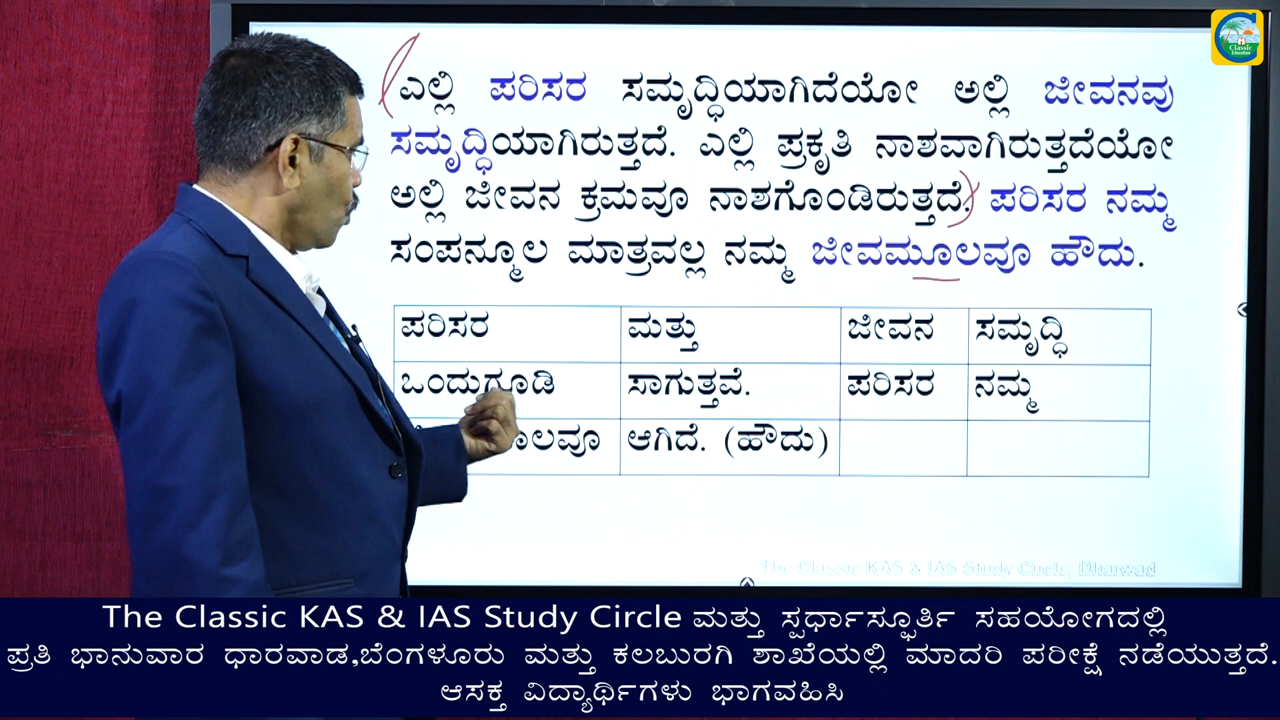 Classic
Education
ಎಲ್ಲಿ ಪರಿಸರ ಸಮೃದ್ಧಿಯಾಗಿದೆಯೋ ಅಲ್ಲಿ ಜೀವನವು
ಸಮೃದ್ಧಿಯಾಗಿರುತ್ತದೆ. ಎಲ್ಲಿ ಪ್ರಕೃತಿ ನಾಶವಾಗಿರುತ್ತದೆಯೋ
ಅಲ್ಲಿ ಜೀವನ ಕ್ರಮವೂ ನಾಶಗೊಂಡಿರುತ್ತದೆ. ಪರಿಸರ ನಮ್ಮ
ಸಂಪನ್ಮೂಲ ಮಾತ್ರವಲ್ಲ ನಮ್ಮ ಜೀವಮೂಲವೂ ಹೌದು.
ಪರಿಸರ ಮತ್ತು ಜೀವನ ಸಮೃದ್ಧಿ
ಒಂದುಗೂಡಿ ಸಾಗುತ್ತವೆ. ಪರಿಸರ ನಮ್ಮ
ಆಗಿದೆ. (ಹೌದು)
The Classic KAS & IAS Study Circle, Dharwad
The Classic KAS & IAS Study Circle ಮತ್ತು ಸ್ಪರ್ಧಾಸ್ಫೂರ್ತಿ ಸಹಯೋಗದಲ್ಲಿ
ಪ್ರತಿ ಭಾನುವಾರ ಧಾರವಾಡ,ಬೆಂಗಳೂರು ಮತ್ತು ಕಲಬುರಗಿ ಶಾಖೆಯಲ್ಲಿ ಮಾದರಿ ಪರೀಕ್ಷೆ ನಡೆಯುತ್ತದೆ.
ಆಸಕ್ತ ವಿದ್ಯಾರ್ಥಿಗಳು ಭಾಗವಹಿಸಿ